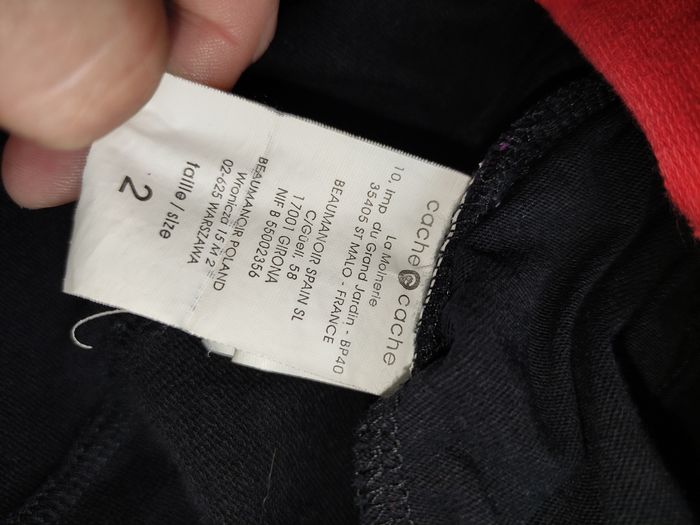 cache cache
10, Imp. du Grand Jardin - BP40
La Moinerie
35405 ST MALO - FRANCE
BEAUMANOIR SPAIN SL
C/Güell, 58
17001 GIRONA
NIF B 55002356
BEAUMANOIR POLAND
Wronicza 15 M 2
02-625 WARSZAWA
taille / size
2